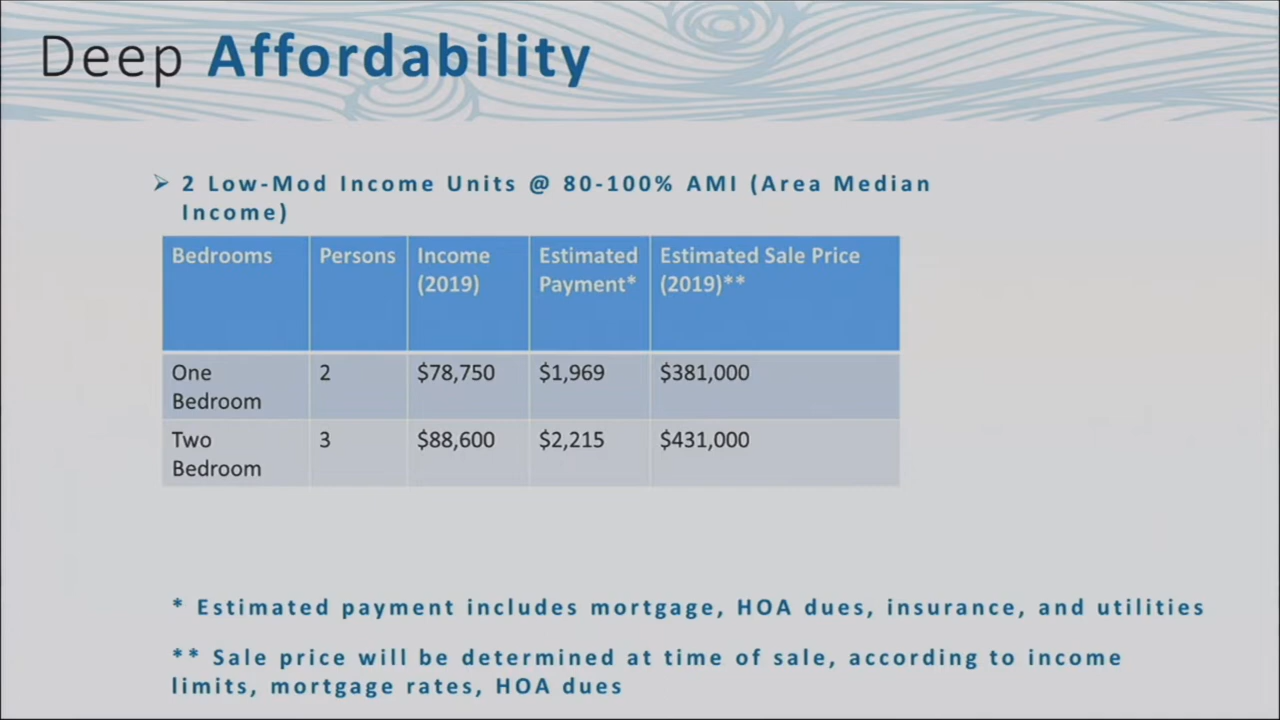 Deep Affordability
➢ 2 Low-Mod Income Units @ 80-100% AMI (Area Median
Income)
Bedrooms Persons Income Estimated Estimated Sale Price
(2019) Payment* (2019)**
One 2 $78,750 $1,969 $381,000
Bedroom
Two 3 $88,600 $2,215 $431,000
Bedroom
* Estimated payment includes mortgage, HOA dues, insurance, and utilities
** Sale price will be determined at time of sale, according to income
limits, mortgage rates, HOA dues